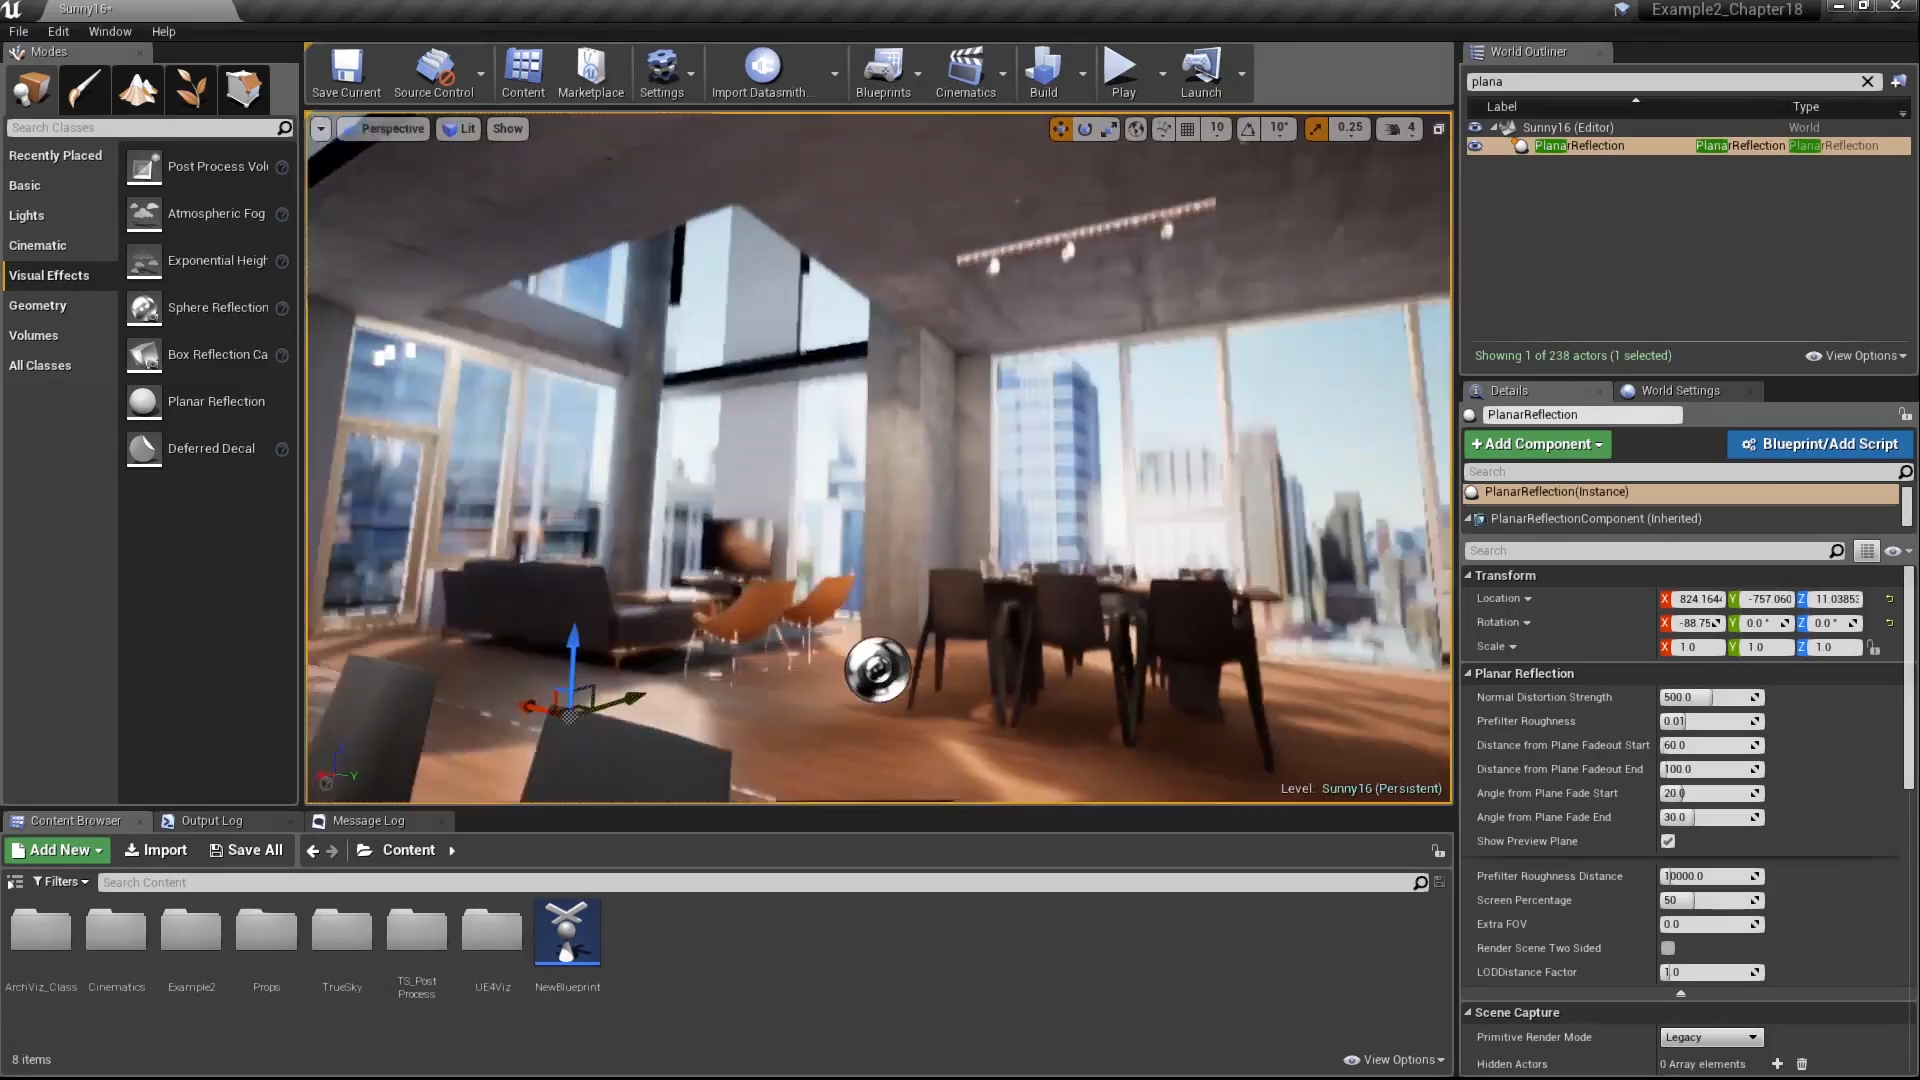 Sunny16*
Example2_Chapter18
File Edit Window Help
Modes
Save Current
Source Control
Content
Marketplace
Settings
Import Datasmith...
Blueprints
Cinematics
Build
Play
Launch
Search Classes
Recently Placed
Basic
Lights
Cinematic
Visual Effects
Geometry
Volumes
All Classes
Post Process Volu
Atmospheric Fog
Exponential Heigh
Sphere Reflection
Box Reflection Ca
Planar Reflection
Deferred Decal
Perspective Lit Show
10 10° 0.25 4
Level: Sunny16 (Persistent)
World Outliner
plana
Label Type
Sunny16 (Editor) World
PlanarReflection PlanarReflection PlanarReflection
Showing 1 of 238 actors (1 selected) View Options
Details World Settings
PlanarReflection
+Add Component Blueprint/Add Script
Search
PlanarReflection(Instance)
PlanarReflectionComponent (Inherited)
Search
Transform
Location X 824.164 Y -757.060 Z 11.0385
Rotation X -88.75 Y 0.0 ° Z 0.0 °
Scale X 1.0 Y 1.0 Z 1.0
Planar Reflection
Normal Distortion Strength 500.0
Prefilter Roughness 0.01
Distance from Plane Fadeout Start 60.0
Distance from Plane Fadeout End 100.0
Angle from Plane Fade Start 20.0
Angle from Plane Fade End 30.0
Show Preview Plane
Prefilter Roughness Distance 10000.0
Screen Percentage 50
Extra FOV 0.0
Render Scene Two Sided
LODDistance Factor 1.0
Scene Capture
Primitive Render Mode Legacy
Hidden Actors 0 Array elements
Content Browser Output Log Message Log
Add New Import Save All Content
Filters Search Content
ArchViz_Class
Cinematics
Example2
Props
TrueSky
TS_Post
Process
UE4Viz
NewBlueprint
8 items View Options
Y